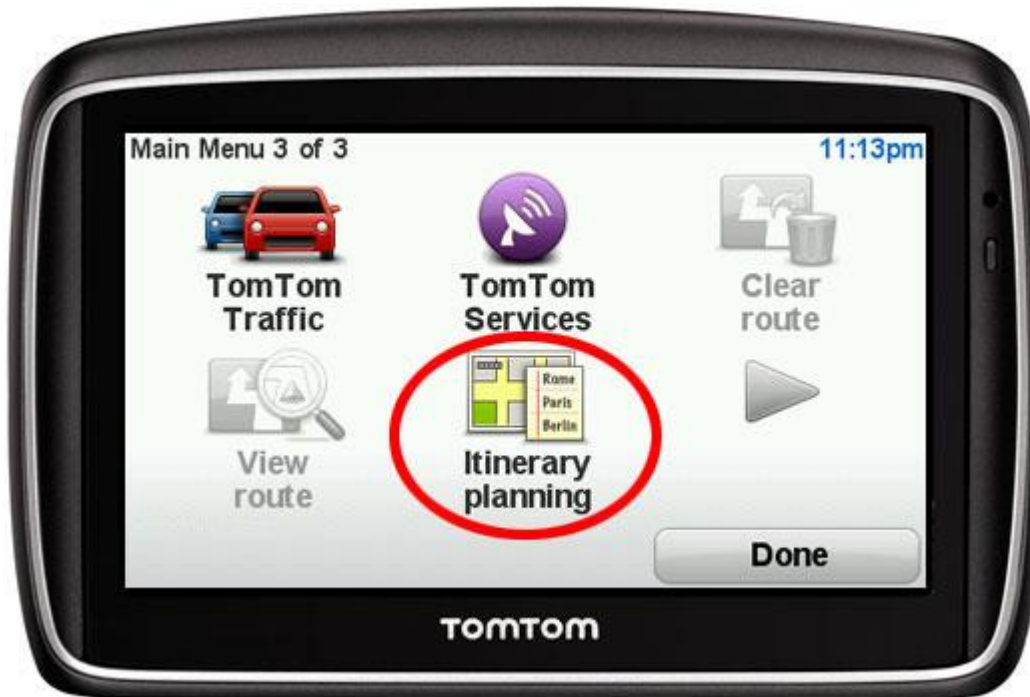 Main Menu 3 of 3
11:13pm
TomTom
Traffic
TomTom
Services
Clear
route
View
route
Rome
Paris
Berlin
Itinerary
planning
Done
TOMTOM